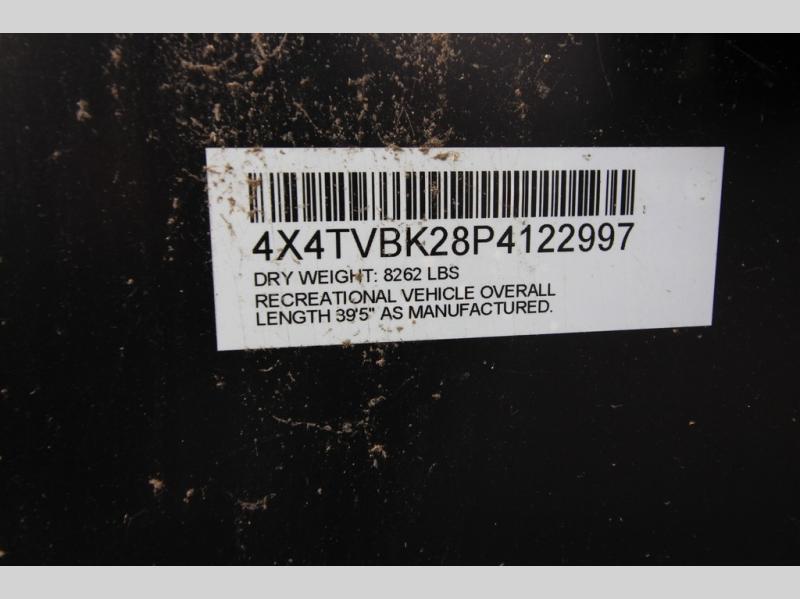 4X4TVBK28P4122997
DRY WEIGHT: 8262 LBS
RECREATIONAL VEHICLE OVERALL
LENGTH 39'5" AS MANUFACTURED.